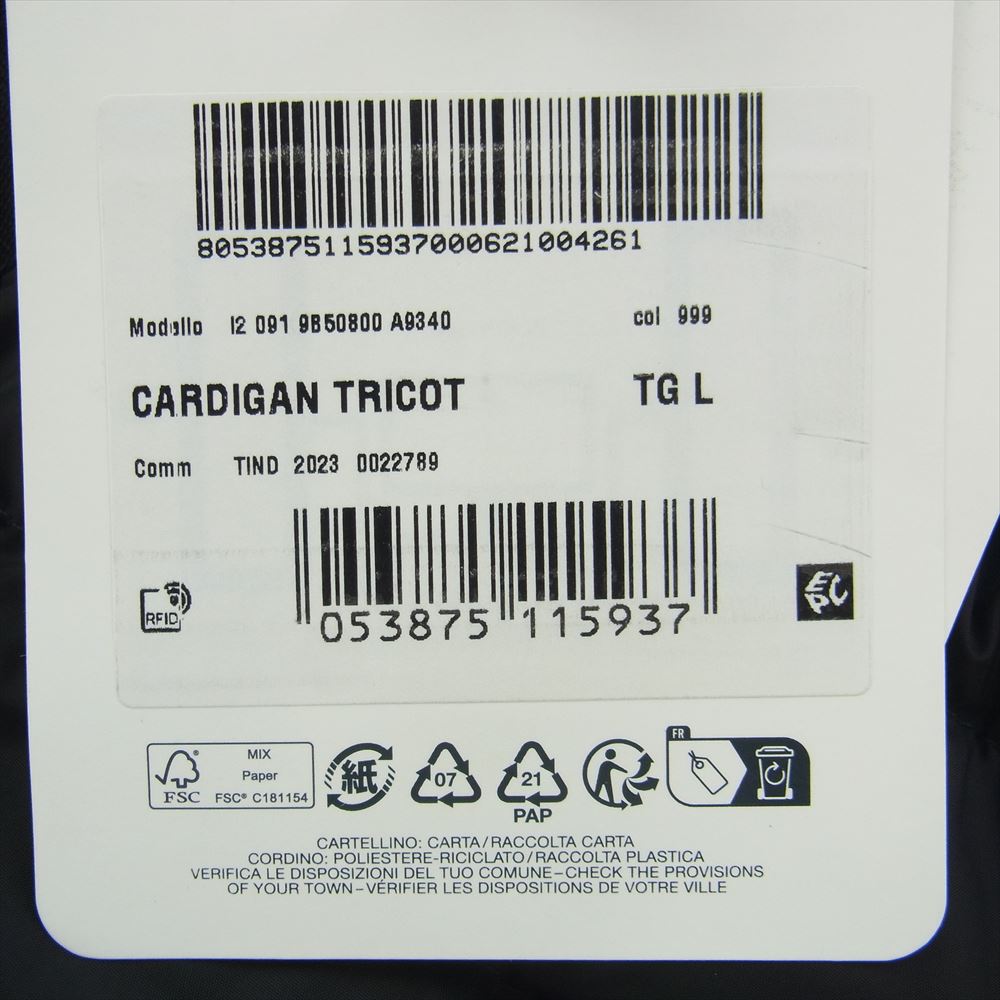 8053875115937000621004261
Modello I2 091 9B50800 A9340 col 999
CARDIGAN TRICOT TG L
Comm TIND 2023 0022789
RFID
053875 115937
EPC
FSC
MIX
Paper
FSC® C181154
紙
07
21
PAP
FR
CARTELLINO: CARTA/RACCOLTA CARTA
CORDINO: POLIESTERE-RICICLATO/RACCOLTA PLASTICA
VERIFICA LE DISPOSIZIONI DEL TUO COMUNE–CHECK THE PROVISIONS
OF YOUR TOWN–VÉRIFIER LES DISPOSITIONS DE VOTRE VILLE